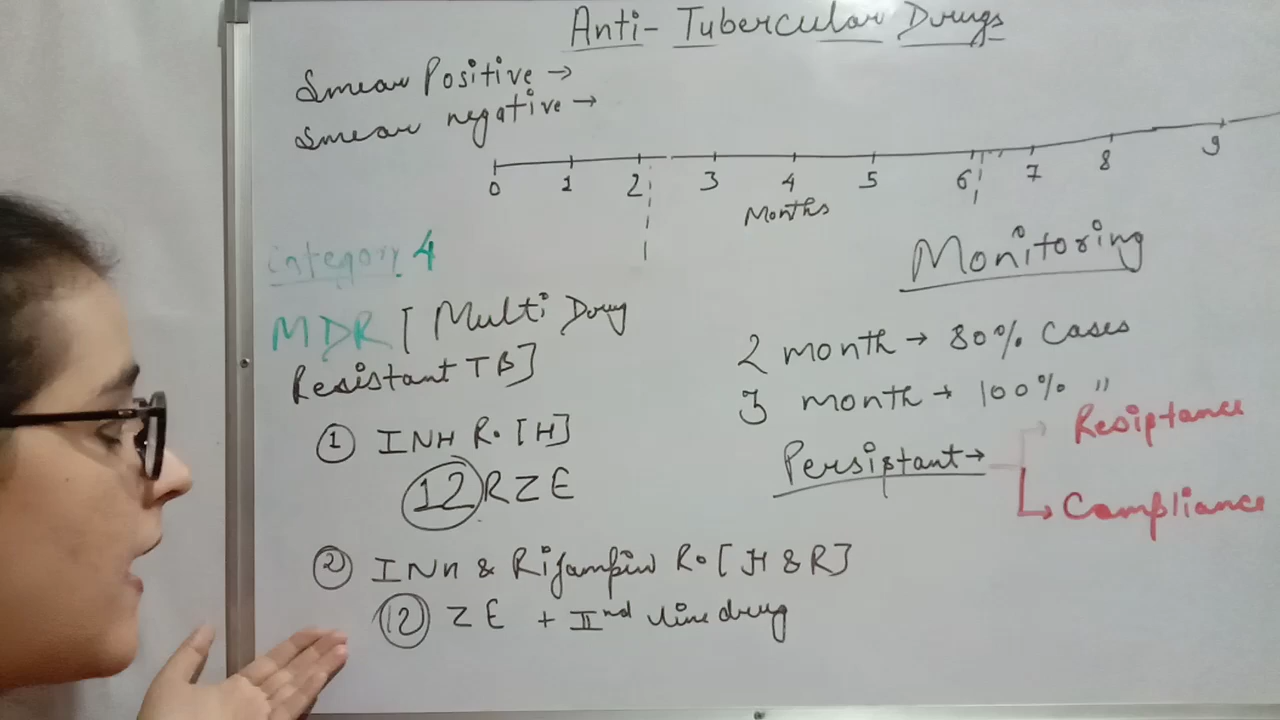 Anti-Tubercular Drugs
Smear Positive →
Smear negative →
0 1 2 3 4 5 6 7 8 9
Months
Category 4
MDR [Multi Drug
Resistant TB]
① INH R. [H]
12 RZE
② INH & Rifampin R. [H & R]
12 ZE + IInd line drug
Monitoring
2 month → 80% cases
3 month → 100% "
Persistant →
Resistance
Compliance